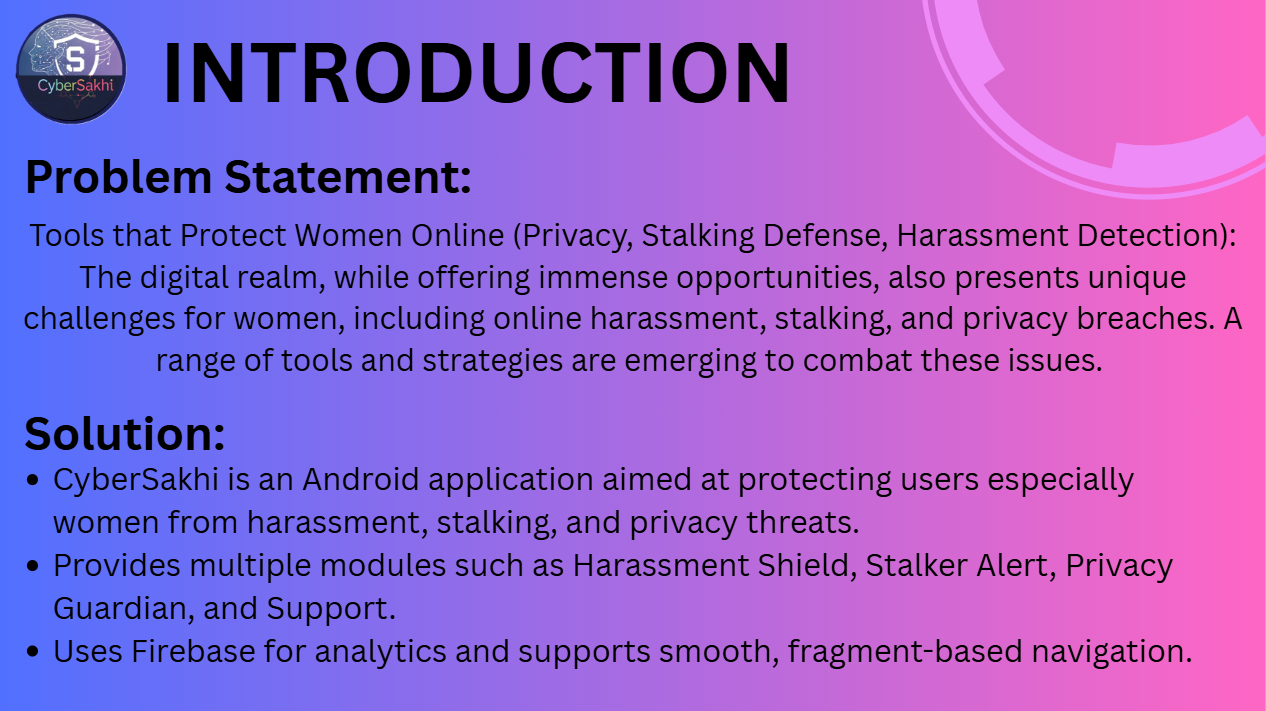 S
CyberSakhi
INTRODUCTION
Problem Statement:
Tools that Protect Women Online (Privacy, Stalking Defense, Harassment Detection):
The digital realm, while offering immense opportunities, also presents unique
challenges for women, including online harassment, stalking, and privacy breaches. A
range of tools and strategies are emerging to combat these issues.
Solution:
• CyberSakhi is an Android application aimed at protecting users especially
women from harassment, stalking, and privacy threats.
• Provides multiple modules such as Harassment Shield, Stalker Alert, Privacy
Guardian, and Support.
• Uses Firebase for analytics and supports smooth, fragment-based navigation.